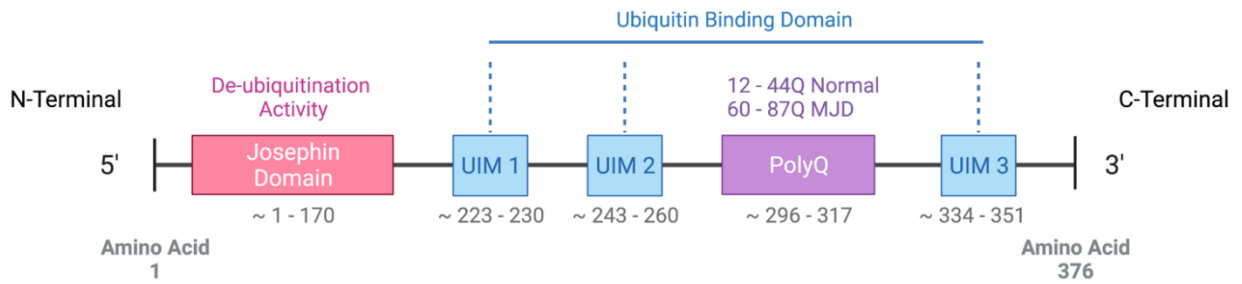 Ubiquitin Binding Domain
N-Terminal
De-ubiquitination
Activity
12 - 44Q Normal
60 - 87Q MJD
C-Terminal
5'
Josephin
Domain
UIM 1
UIM 2
PolyQ
UIM 3
3'
~ 1 - 170
~ 223 - 230
~ 243 - 260
~ 296 - 317
~ 334 - 351
Amino Acid
1
Amino Acid
376